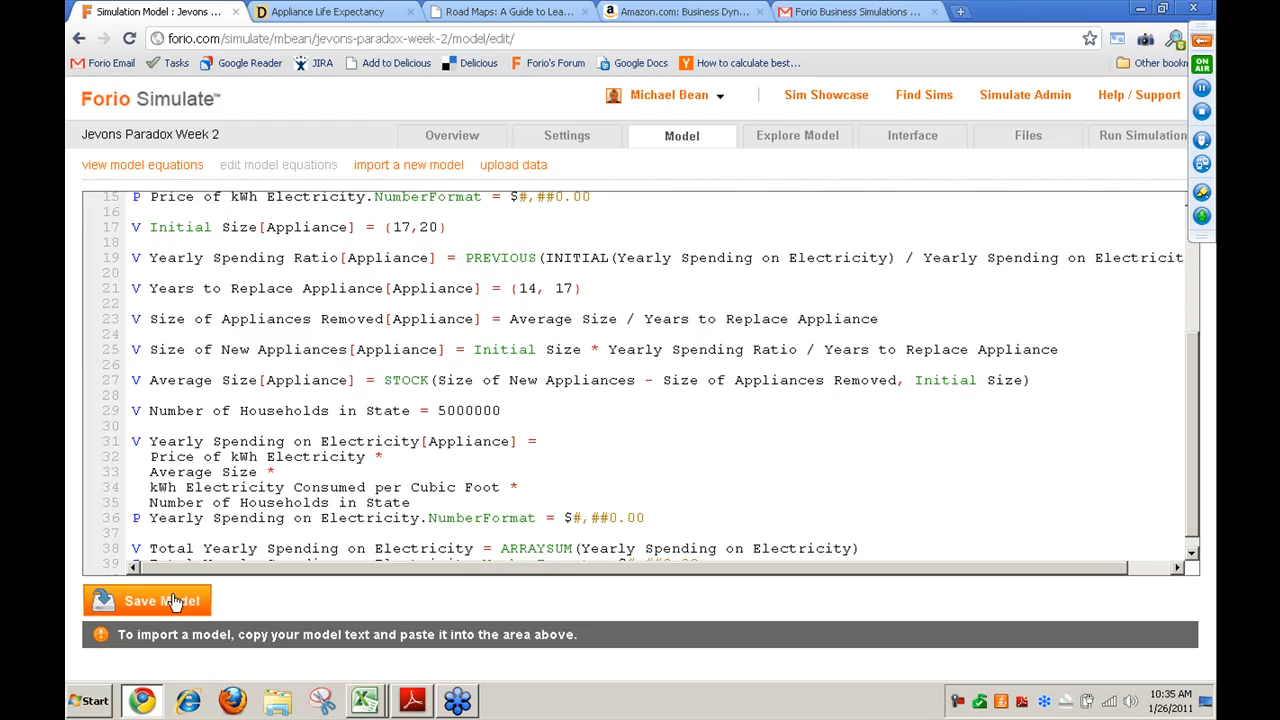 Simulation Model : Jevons ... × Appliance Life Expectancy × Road Maps: A Guide to Lea... × Amazon.com: Business Dyn... × Forio Business Simulations ... ×
forio.com/simulate/mbean/jevons-paradox-week-2/model/edit/
Forio Email Tasks Google Reader JIRA Add to Delicious Delicious Forio's Forum Google Docs How to calculate best... Other bookn
6
ON AIR
Forio Simulate™ Michael Bean Sim Showcase Find Sims Simulate Admin Help / Support
Jevons Paradox Week 2 Overview Settings Model Explore Model Interface Files Run Simulation
view model equations edit model equations import a new model upload data
15 P Price of kWh Electricity.NumberFormat = $#,##0.00
16
17 V Initial Size[Appliance] = {17,20}
18
19 V Yearly Spending Ratio[Appliance] = PREVIOUS(INITIAL(Yearly Spending on Electricity) / Yearly Spending on Electricit
20
21 V Years to Replace Appliance[Appliance] = {14, 17}
22
23 V Size of Appliances Removed[Appliance] = Average Size / Years to Replace Appliance
24
25 V Size of New Appliances[Appliance] = Initial Size * Yearly Spending Ratio / Years to Replace Appliance
26
27 V Average Size[Appliance] = STOCK(Size of New Appliances - Size of Appliances Removed, Initial Size)
28
29 V Number of Households in State = 5000000
30
31 V Yearly Spending on Electricity[Appliance] =
32 Price of kWh Electricity *
33 Average Size *
34 kWh Electricity Consumed per Cubic Foot *
35 Number of Households in State
36 P Yearly Spending on Electricity.NumberFormat = $#,##0.00
37
38 V Total Yearly Spending on Electricity = ARRAYSUM(Yearly Spending on Electricity)
39
Save Model
To import a model, copy your model text and paste it into the area above.
Start 10:35 AM
1/26/2011